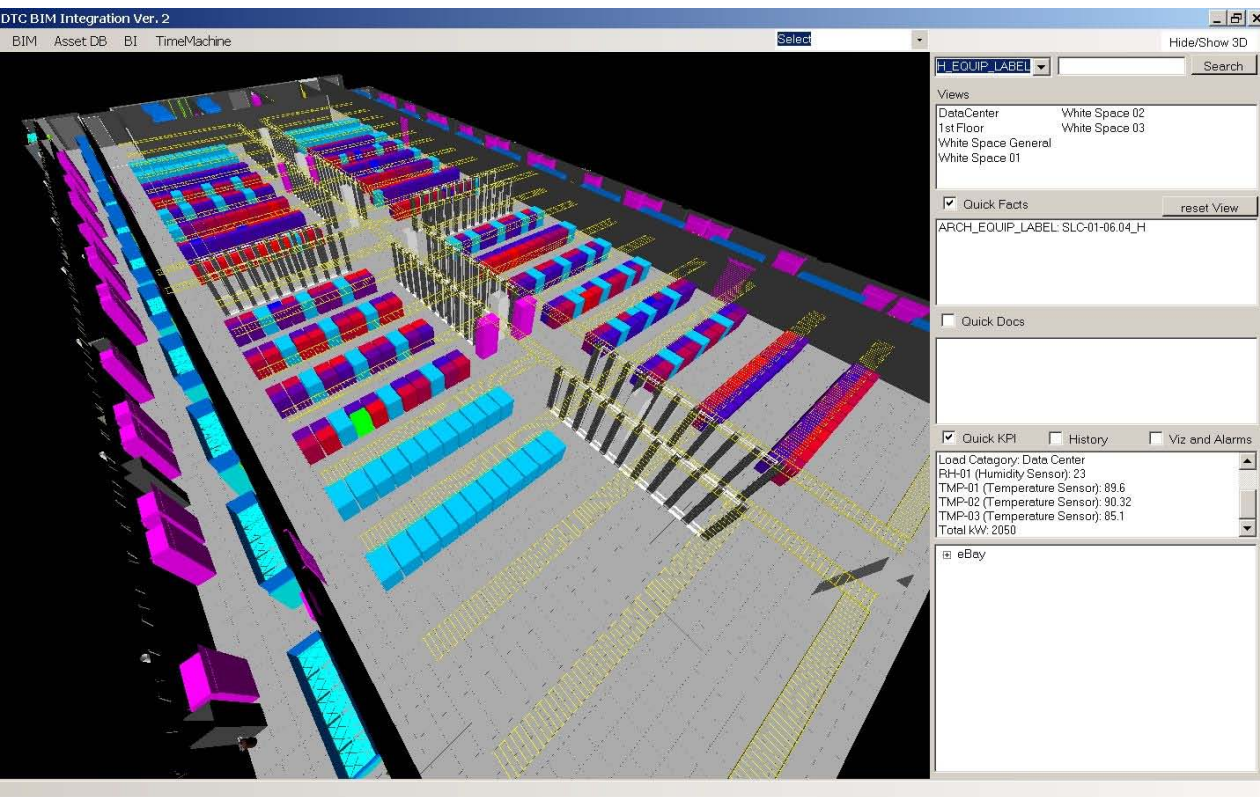 DTC BIM Integration Ver. 2
BIM Asset DB BI TimeMachine
Select
Hide/Show 3D
H_EQUIP_LABEL
Search
Views
DataCenter White Space 02
1st Floor White Space 03
White Space General
White Space 01
Quick Facts
reset View
ARCH_EQUIP_LABEL: SLC-01-06.04_H
Quick Docs
Quick KPI History Viz and Alarms
Load Catagory: Data Center
RH-01 (Humidity Sensor): 23
TMP-01 (Temperature Sensor): 89.6
TMP-02 (Temperature Sensor): 90.32
TMP-03 (Temperature Sensor): 85.1
Total kW: 2050
eBay